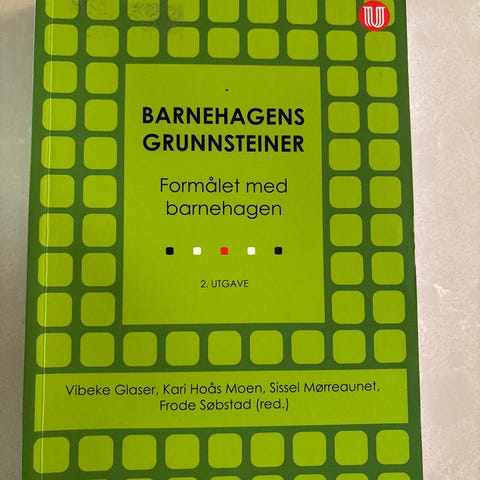 BARNEHAGENS
GRUNNSTEINER
Formålet med
barnehagen
2. UTGAVE
Vibeke Glaser, Kari Hoås Moen, Sissel Mørreaunet,
Frode Søbstad (red.)